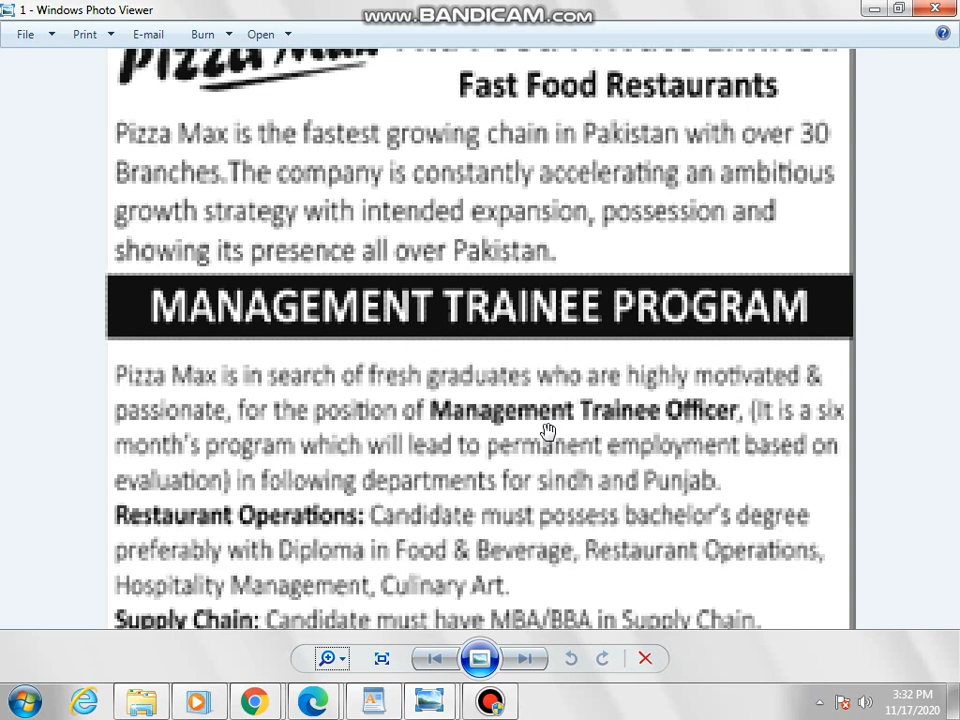 1 - Windows Photo Viewer
www.BANDICAM.com
File Print E-mail Burn Open
Pizza Max
Fast Food Restaurants
Pizza Max is the fastest growing chain in Pakistan with over 30
Branches.The company is constantly accelerating an ambitious
growth strategy with intended expansion, possession and
showing its presence all over Pakistan.
MANAGEMENT TRAINEE PROGRAM
Pizza Max is in search of fresh graduates who are highly motivated &
passionate, for the position of Management Trainee Officer, (It is a six
month's program which will lead to permanent employment based on
evaluation) in following departments for sindh and Punjab.
Restaurant Operations: Candidate must possess bachelor's degree
preferably with Diploma in Food & Beverage, Restaurant Operations,
Hospitality Management, Culinary Art.
Supply Chain: Candidate must have MBA/BBA in Supply Chain.
3:32 PM
11/17/2020